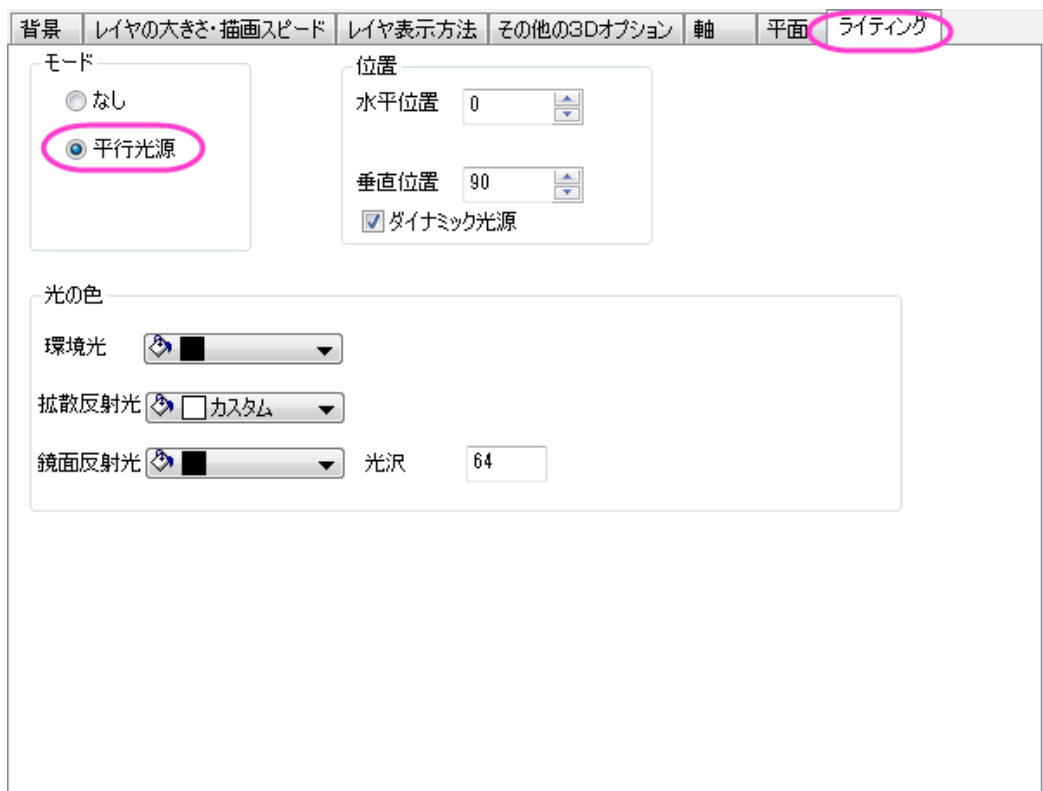 背景 レイヤの大きさ・描画スピード レイヤ表示方法 その他の3Dオプション 軸 平面 ライティング
モード
なし
平行光源
位置
水平位置 0
垂直位置 90
ダイナミック光源
光の色
環境光
拡散反射光 カスタム
鏡面反射光 光沢 64